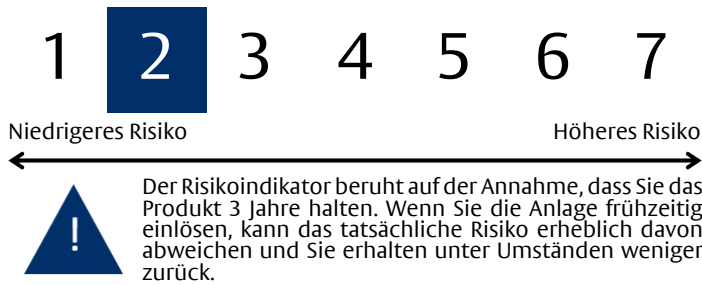 1 2 3 4 5 6 7
Niedrigeres Risiko Höheres Risiko
!
Der Risikoindikator beruht auf der Annahme, dass Sie das
Produkt 3 Jahre halten. Wenn Sie die Anlage frühzeitig
einlösen, kann das tatsächliche Risiko erheblich davon
abweichen und Sie erhalten unter Umständen weniger
zurück.